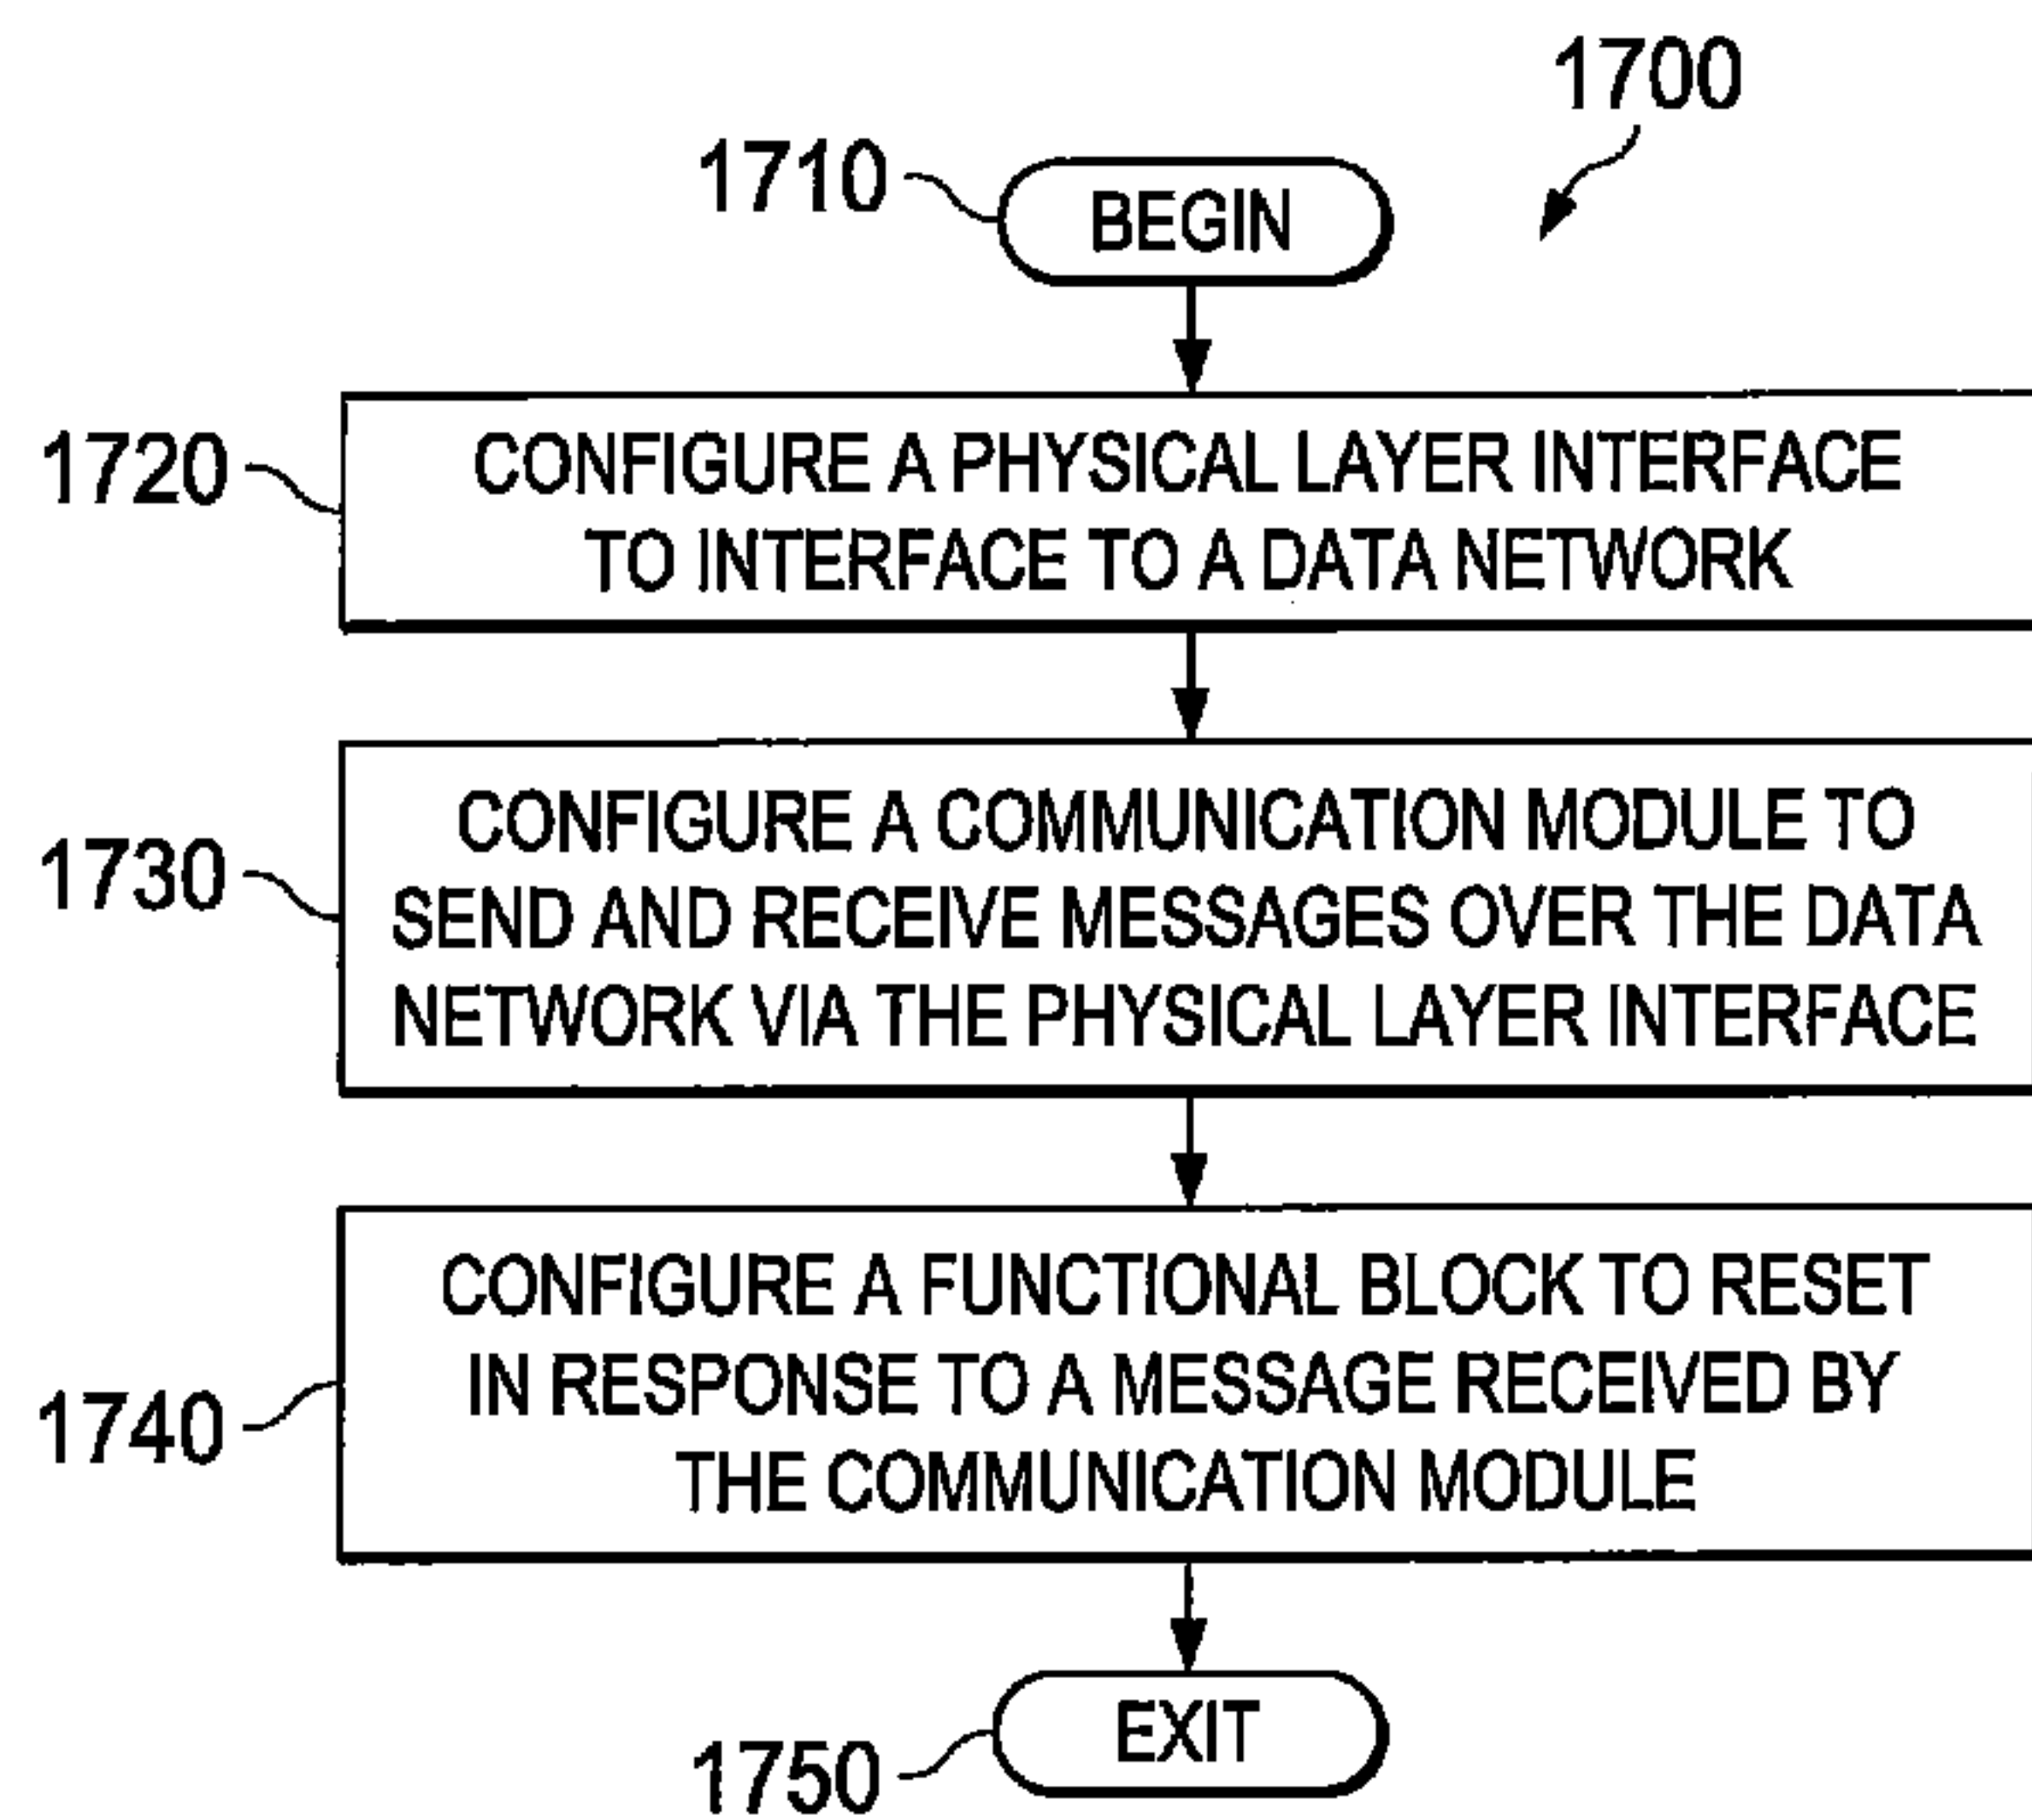 1700
1710
BEGIN
1720
CONFIGURE A PHYSICAL LAYER INTERFACE
TO INTERFACE TO A DATA NETWORK
1730
CONFIGURE A COMMUNICATION MODULE TO
SEND AND RECEIVE MESSAGES OVER THE DATA
NETWORK VIA THE PHYSICAL LAYER INTERFACE
1740
CONFIGURE A FUNCTIONAL BLOCK TO RESET
IN RESPONSE TO A MESSAGE RECEIVED BY
THE COMMUNICATION MODULE
1750
EXIT